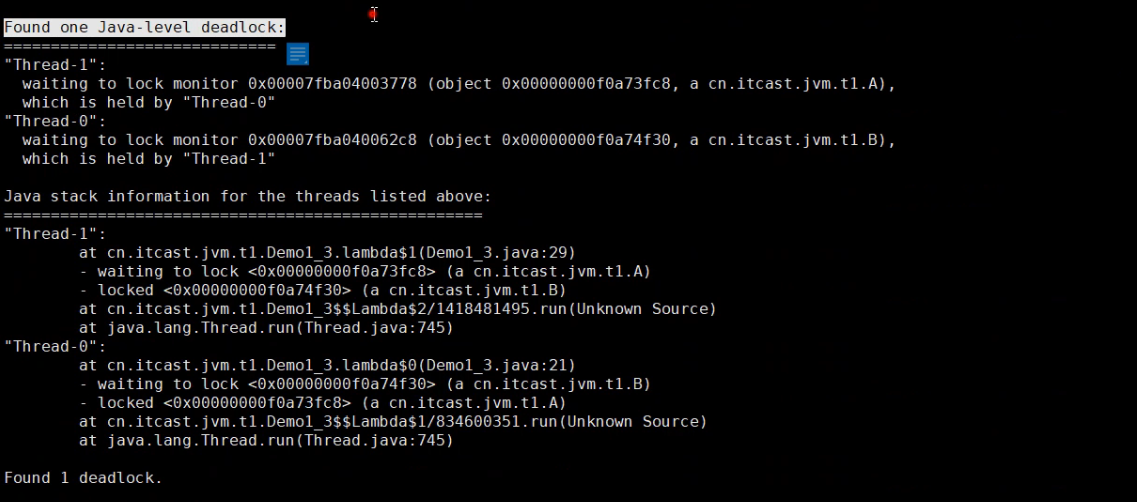 Found one Java-level deadlock:
=============================
"Thread-1":
  waiting to lock monitor 0x00007fba04003778 (object 0x00000000f0a73fc8, a cn.itcast.jvm.t1.A),
  which is held by "Thread-0"
"Thread-0":
  waiting to lock monitor 0x00007fba040062c8 (object 0x00000000f0a74f30, a cn.itcast.jvm.t1.B),
  which is held by "Thread-1"

Java stack information for the threads listed above:
===================================================
"Thread-1":
        at cn.itcast.jvm.t1.Demo1_3.lambda$1(Demo1_3.java:29)
        - waiting to lock <0x00000000f0a73fc8> (a cn.itcast.jvm.t1.A)
        - locked <0x00000000f0a74f30> (a cn.itcast.jvm.t1.B)
        at cn.itcast.jvm.t1.Demo1_3$$Lambda$2/1418481495.run(Unknown Source)
        at java.lang.Thread.run(Thread.java:745)
"Thread-0":
        at cn.itcast.jvm.t1.Demo1_3.lambda$0(Demo1_3.java:21)
        - waiting to lock <0x00000000f0a74f30> (a cn.itcast.jvm.t1.B)
        - locked <0x00000000f0a73fc8> (a cn.itcast.jvm.t1.A)
        at cn.itcast.jvm.t1.Demo1_3$$Lambda$1/834600351.run(Unknown Source)
        at java.lang.Thread.run(Thread.java:745)

Found 1 deadlock.